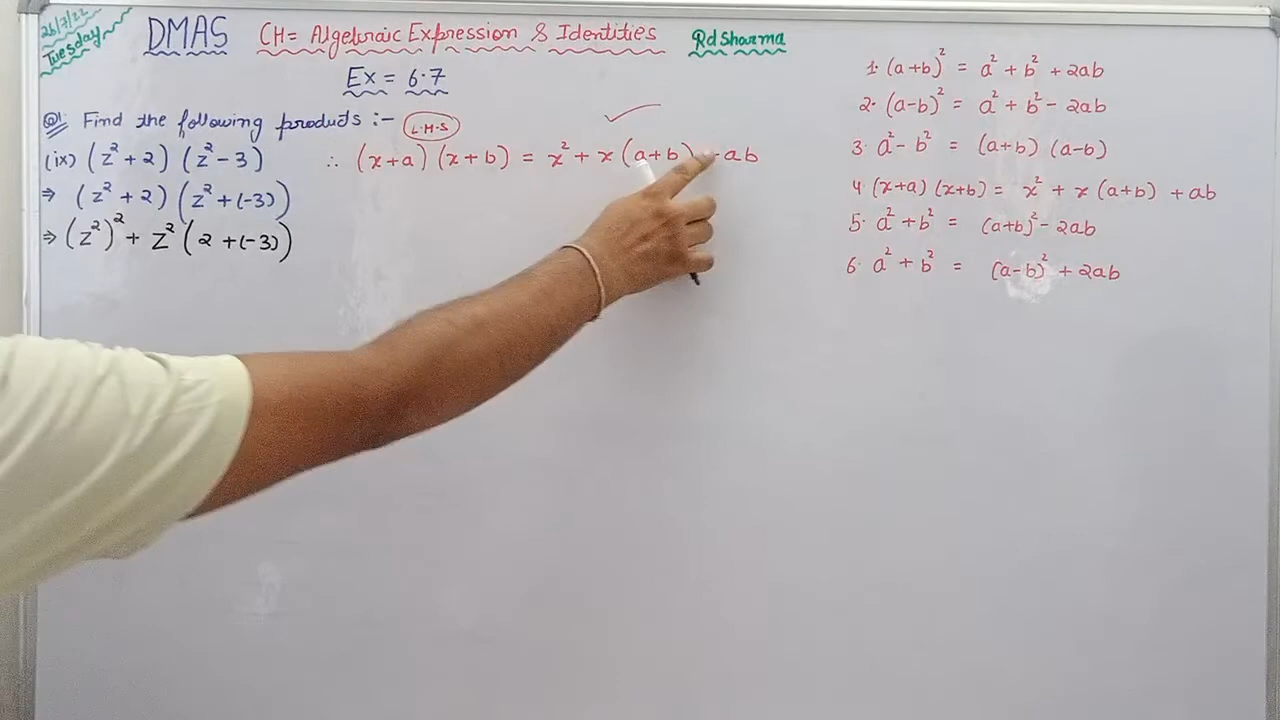 26/7/22
Tuesday
DMAS CH= Algebraic Expression & Identities Rd Sharma
Ex = 6.7
Q1. Find the following products :- L.H.S
(ix) (z² + 2) (z² - 3) ∴ (x+a) (x+b) = x² + x (a+b) + ab
⇒ (z² + 2) (z² + (-3))
⇒ (z²)² + z² (2 + (-3))
1. (a+b)² = a² + b² + 2ab
2. (a-b)² = a² + b² - 2ab
3. a² - b² = (a+b) (a-b)
4. (x+a) (x+b) = x² + x (a+b) + ab
5. a² + b² = (a+b)² - 2ab
6. a² + b² = (a-b)² + 2ab